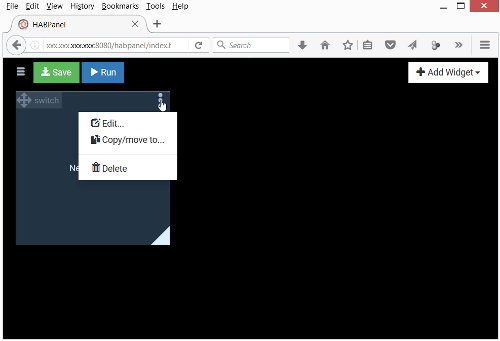 File Edit View History Bookmarks Tools Help
HABPanel
xxx.xxx.xxx.xxx:8080/habpanel/index.h
Search
Save
Run
Add Widget
switch
Edit...
Copy/move to...
Ne
Delete